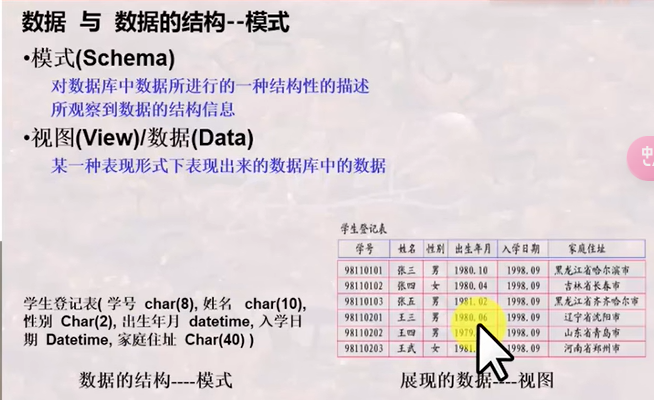 数据 与 数据的结构--模式
•模式(Schema)
对数据库中数据所进行的一种结构性的描述
所观察到数据的结构信息
•视图(View)/数据(Data)
某一种表现形式下表现出来的数据库中的数据
中
学生登记表
学号 姓名 性别 出生年月 入学日期 家庭住址
98110101 张三 男 1980.10 1998.09 黑龙江省哈尔滨市
98110102 张四 女 1980.04 1998.09 吉林省长春市
98110103 张五 男 1981.02 1998.09 黑龙江省齐齐哈尔市
98110201 王三 男 1980.06 1998.09 辽宁省沈阳市
98110202 王四 男 1979. 1998.09 山东省青岛市
98110203 王武 女 1981. 1998.09 河南省郑州市
学生登记表( 学号 char(8), 姓名 char(10),
性别 Char(2), 出生年月 datetime, 入学日
期 Datetime, 家庭住址 Char(40) )
数据的结构----模式
展现的数据----视图